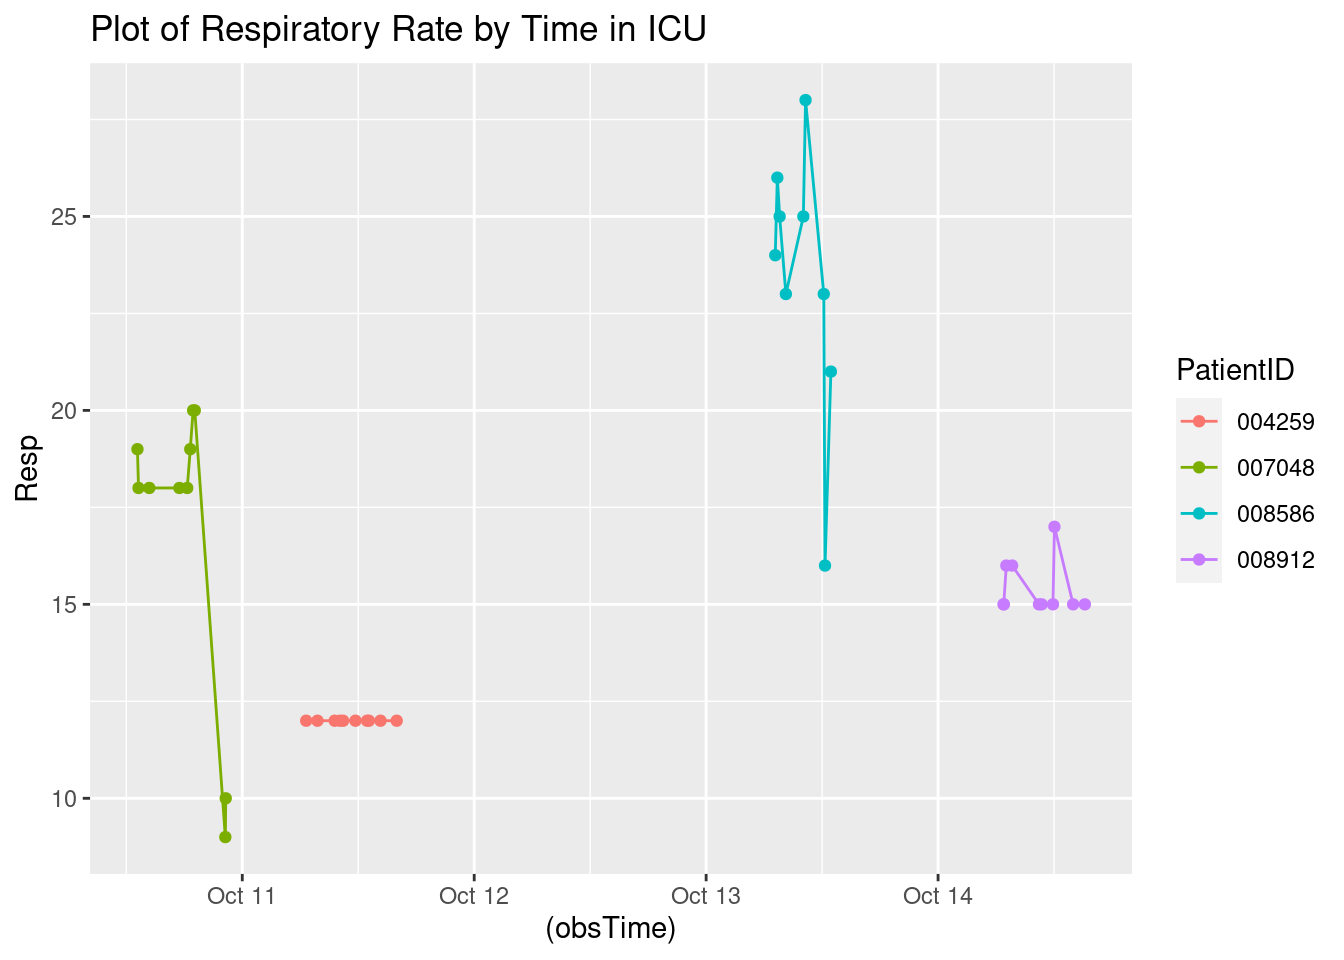 Plot of Respiratory Rate by Time in ICU
Resp
25
20
15
10
Oct 11
Oct 12
Oct 13
Oct 14
(obsTime)
PatientID
004259
007048
008586
008912